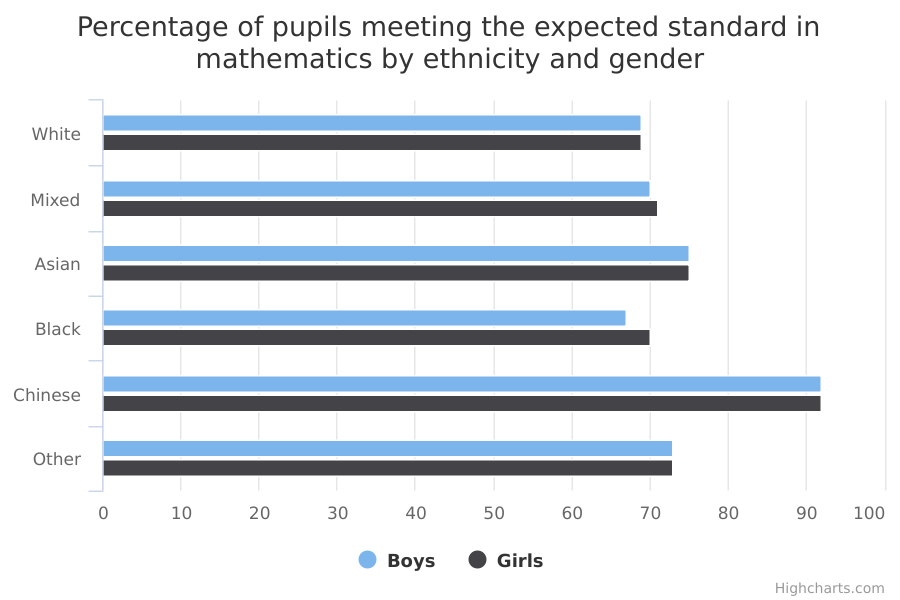 Percentage of pupils meeting the expected standard in
mathematics by ethnicity and gender
White
Mixed
Asian
Black
Chinese
Other
0 10 20 30 40 50 60 70 80 90 100
Boys Girls
Highcharts.com